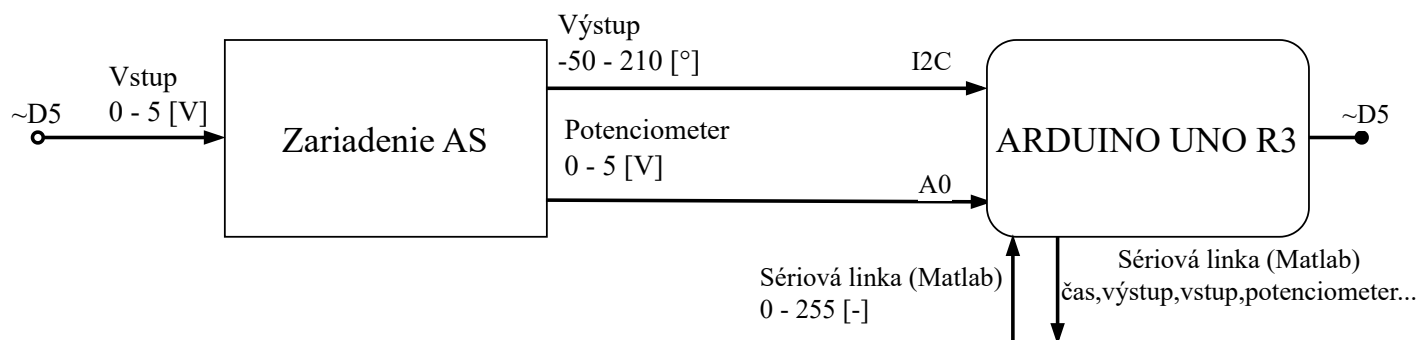 ~D5
Vstup
0 - 5 [V]
Zariadenie AS
Výstup
-50 - 210 [°]
I2C
Potenciometer
0 - 5 [V]
A0
ARDUINO UNO R3
~D5
Sériová linka (Matlab)
0 - 255 [-]
Sériová linka (Matlab)
čas,výstup,vstup,potenciometer...